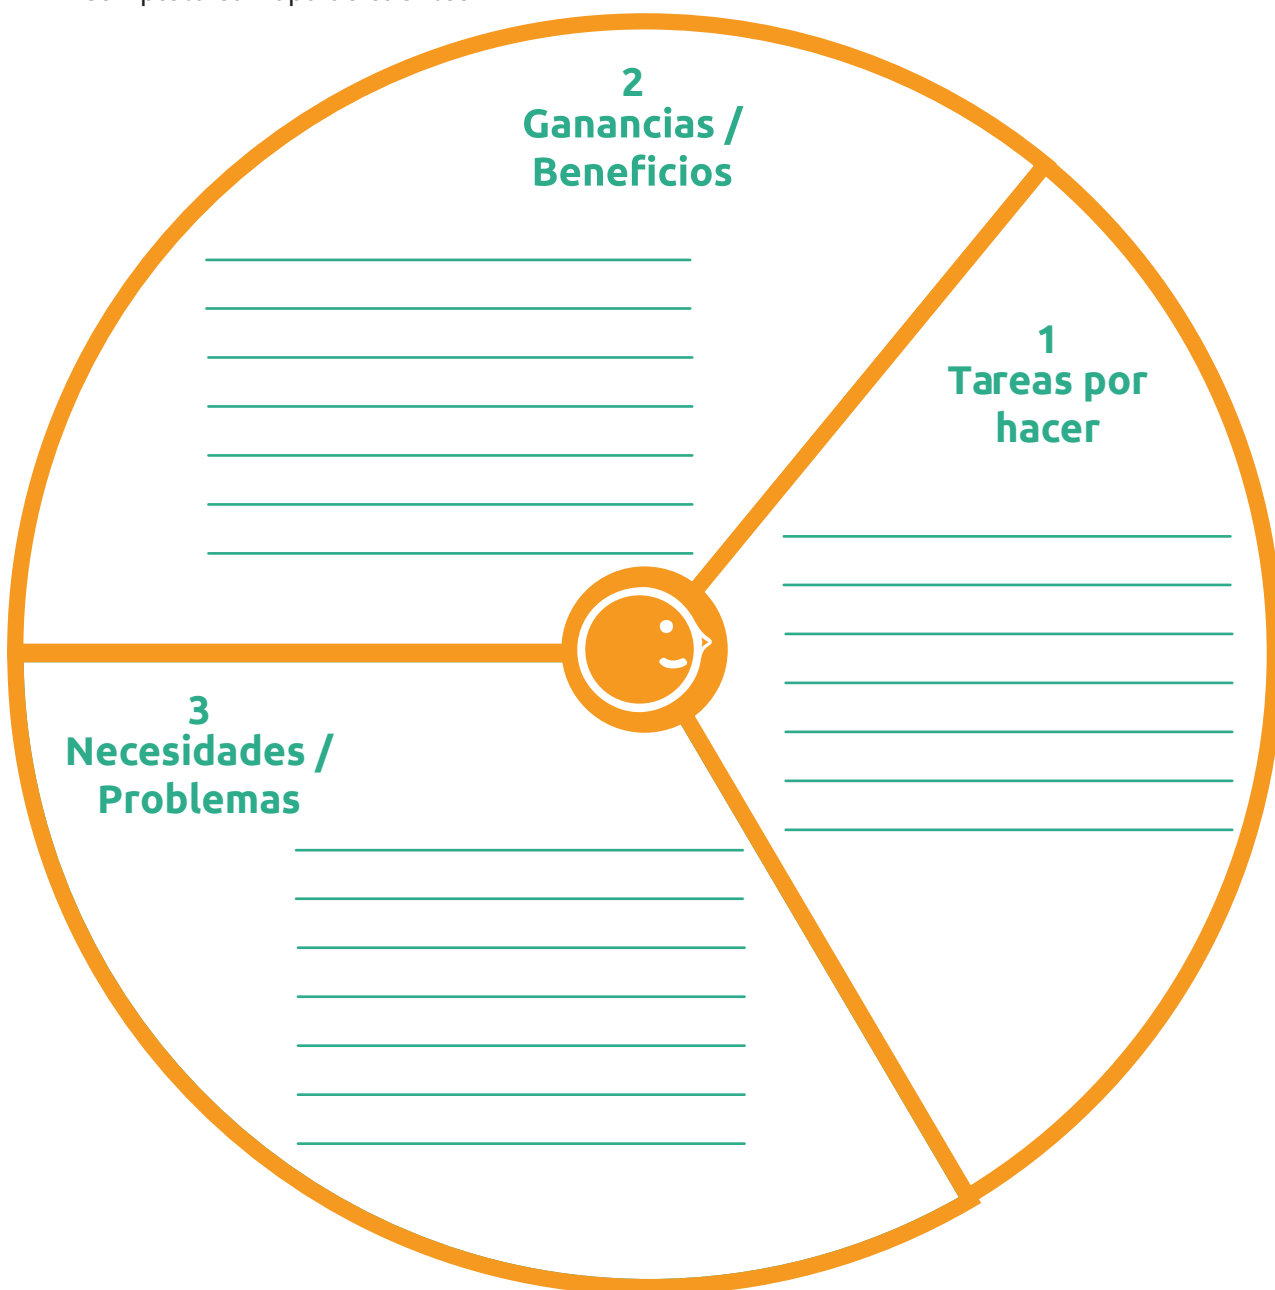 2
Ganancias /
Beneficios
1
Tareas por
hacer
3
Necesidades /
Problemas